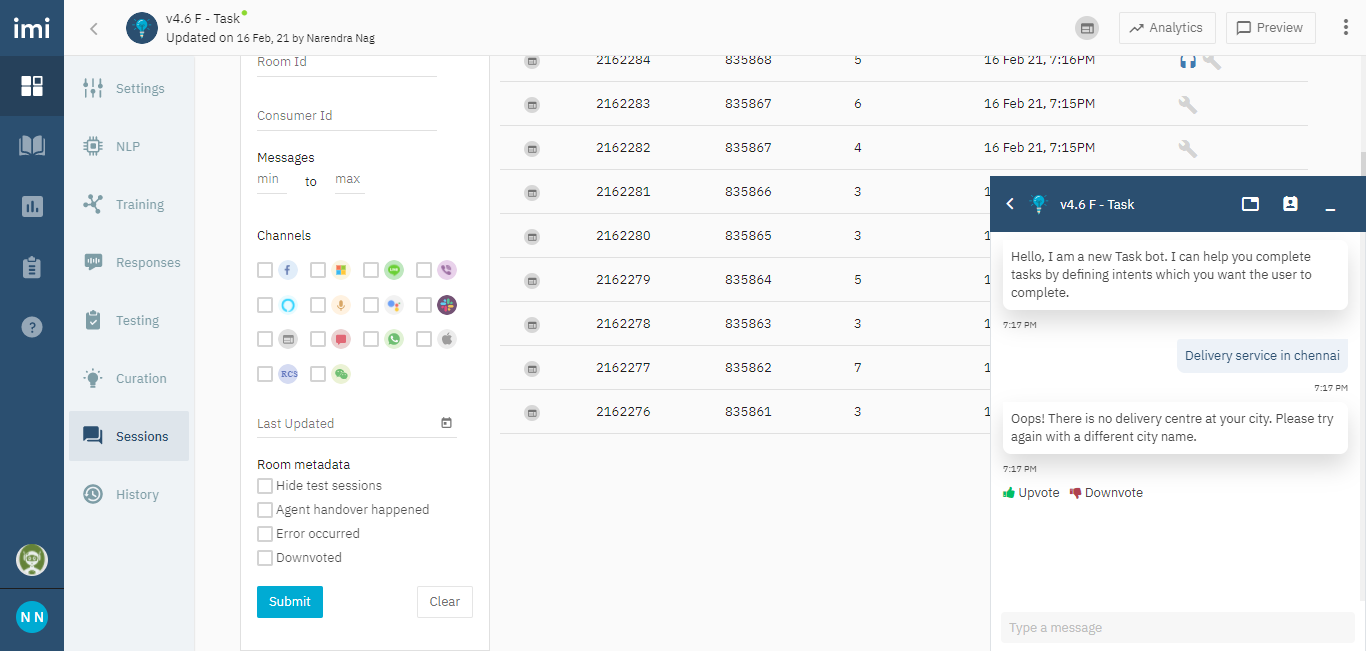 imi
v4.6 F - Task
Updated on 16 Feb, 21 by Narendra Nag
Analytics
Preview
Settings
NLP
Training
Responses
Testing
Curation
Sessions
History
N N
Room Id
Consumer Id
Messages
min to max
Channels
RCS
Last Updated
Room metadata
Hide test sessions
Agent handover happened
Error occurred
Downvoted
Submit
Clear
2162284 835868 5 16 Feb 21, 7:16PM
2162283 835867 6 16 Feb 21, 7:15PM
2162282 835867 4 16 Feb 21, 7:15PM
2162281 835866 3 1
2162280 835865 3 1
2162279 835864 5 1
2162278 835863 3 1
2162277 835862 7 1
2162276 835861 3 1
v4.6 F - Task
Hello, I am a new Task bot. I can help you complete
tasks by defining intents which you want the user to
complete.
7:17 PM
Delivery service in chennai
7:17 PM
Oops! There is no delivery centre at your city. Please try
again with a different city name.
7:17 PM
Upvote Downvote
Type a message